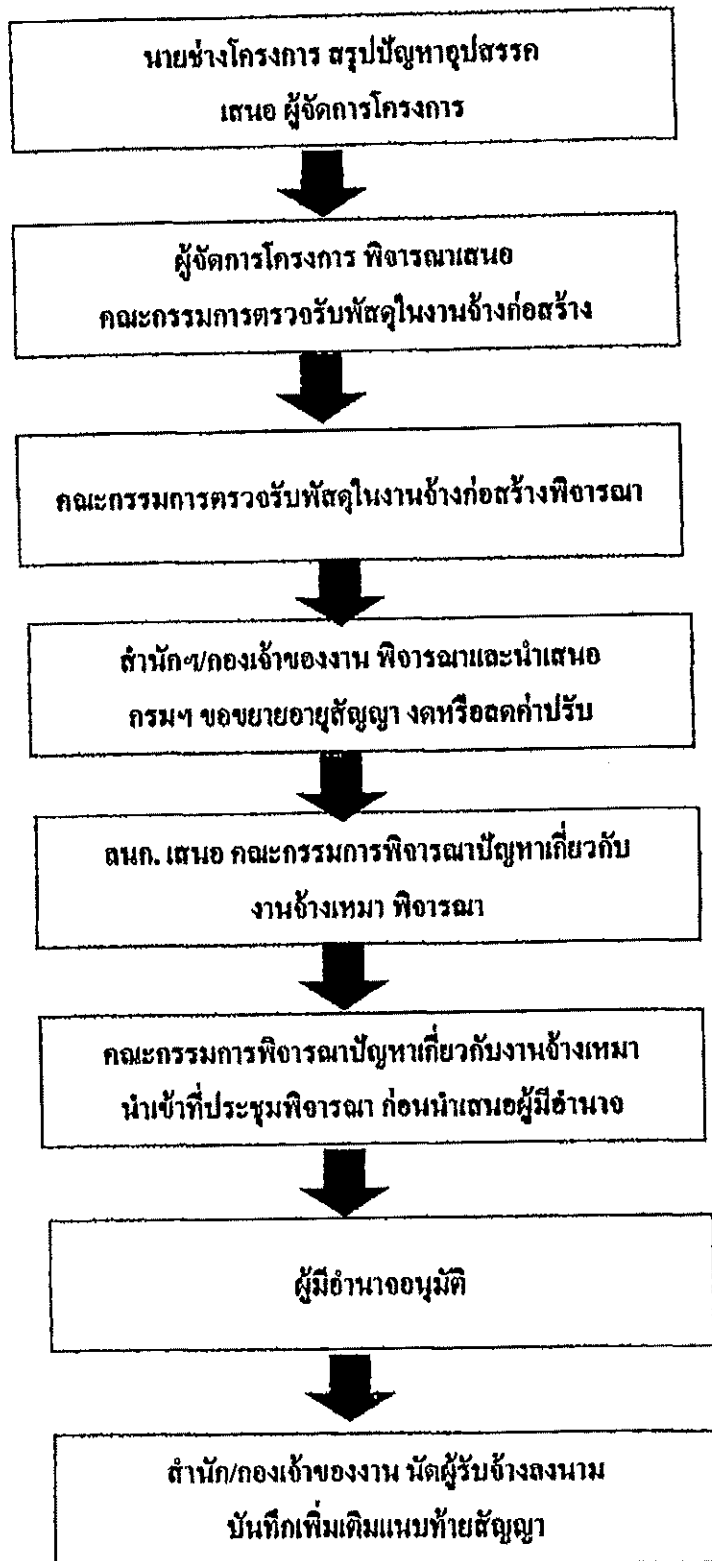 นายช่างโครงการ สรุปปัญหาอุปสรรค
เสนอ ผู้จัดการโครงการ
ผู้จัดการโครงการ พิจารณาเสนอ
คณะกรรมการตรวจรับพัสดุในงานจ้างก่อสร้าง
คณะกรรมการตรวจรับพัสดุในงานจ้างก่อสร้างพิจารณา
สำนักฯ/กองเจ้าของงาน พิจารณาและนำเสนอ
กรมฯ ขอขยายอายุสัญญา งดหรือลดค่าปรับ
สนก. เสนอ คณะกรรมการพิจารณาปัญหาเกี่ยวกับ
งานจ้างเหมา พิจารณา
คณะกรรมการพิจารณาปัญหาเกี่ยวกับงานจ้างเหมา
นำเข้าที่ประชุมพิจารณา ก่อนนำเสนอผู้มีอำนาจ
ผู้มีอำนาจอนุมัติ
สำนัก/กองเจ้าของงาน นัดผู้รับจ้างลงนาม
บันทึกเพิ่มเติมแนบท้ายสัญญา